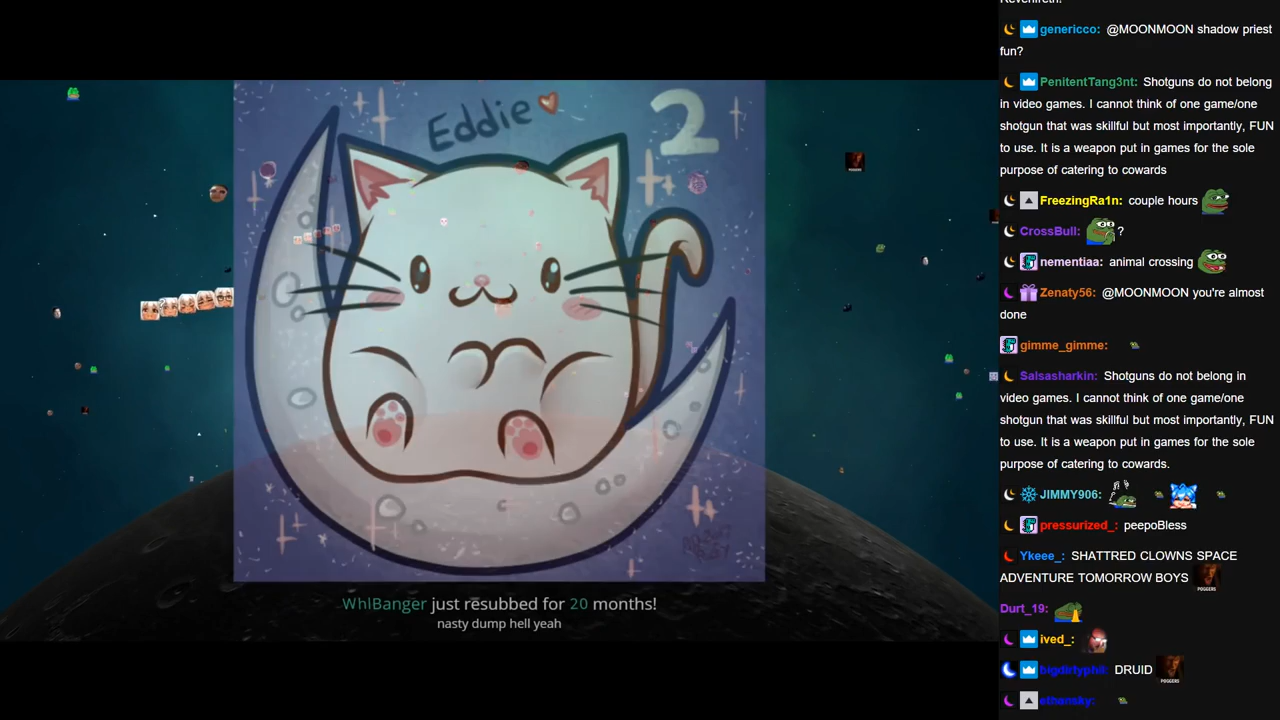 Eddie
2
WhlBanger just resubbed for 20 months!
nasty dump hell yeah
genericco: @MOONMOON shadow priest
fun?
PenitentTang3nt: Shotguns do not belong
in video games. I cannot think of one game/one
shotgun that was skillful but most importantly, FUN
to use. It is a weapon put in games for the sole
purpose of catering to cowards
FreezingRa1n: couple hours
CrossBull: ?
nementiaa: animal crossing
Zenaty56: @MOONMOON you're almost
done
gimme_gimme:
Salsasharkin: Shotguns do not belong in
video games. I cannot think of one game/one
shotgun that was skillful but most importantly, FUN
to use. It is a weapon put in games for the sole
purpose of catering to cowards.
JIMMY906:
pressurized_: peepoBless
Ykeee_: SHATTRED CLOWNS SPACE
ADVENTURE TOMORROW BOYS POGGERS
Durt_19:
ived_:
bigdirtyphil: DRUID POGGERS
ethansky: